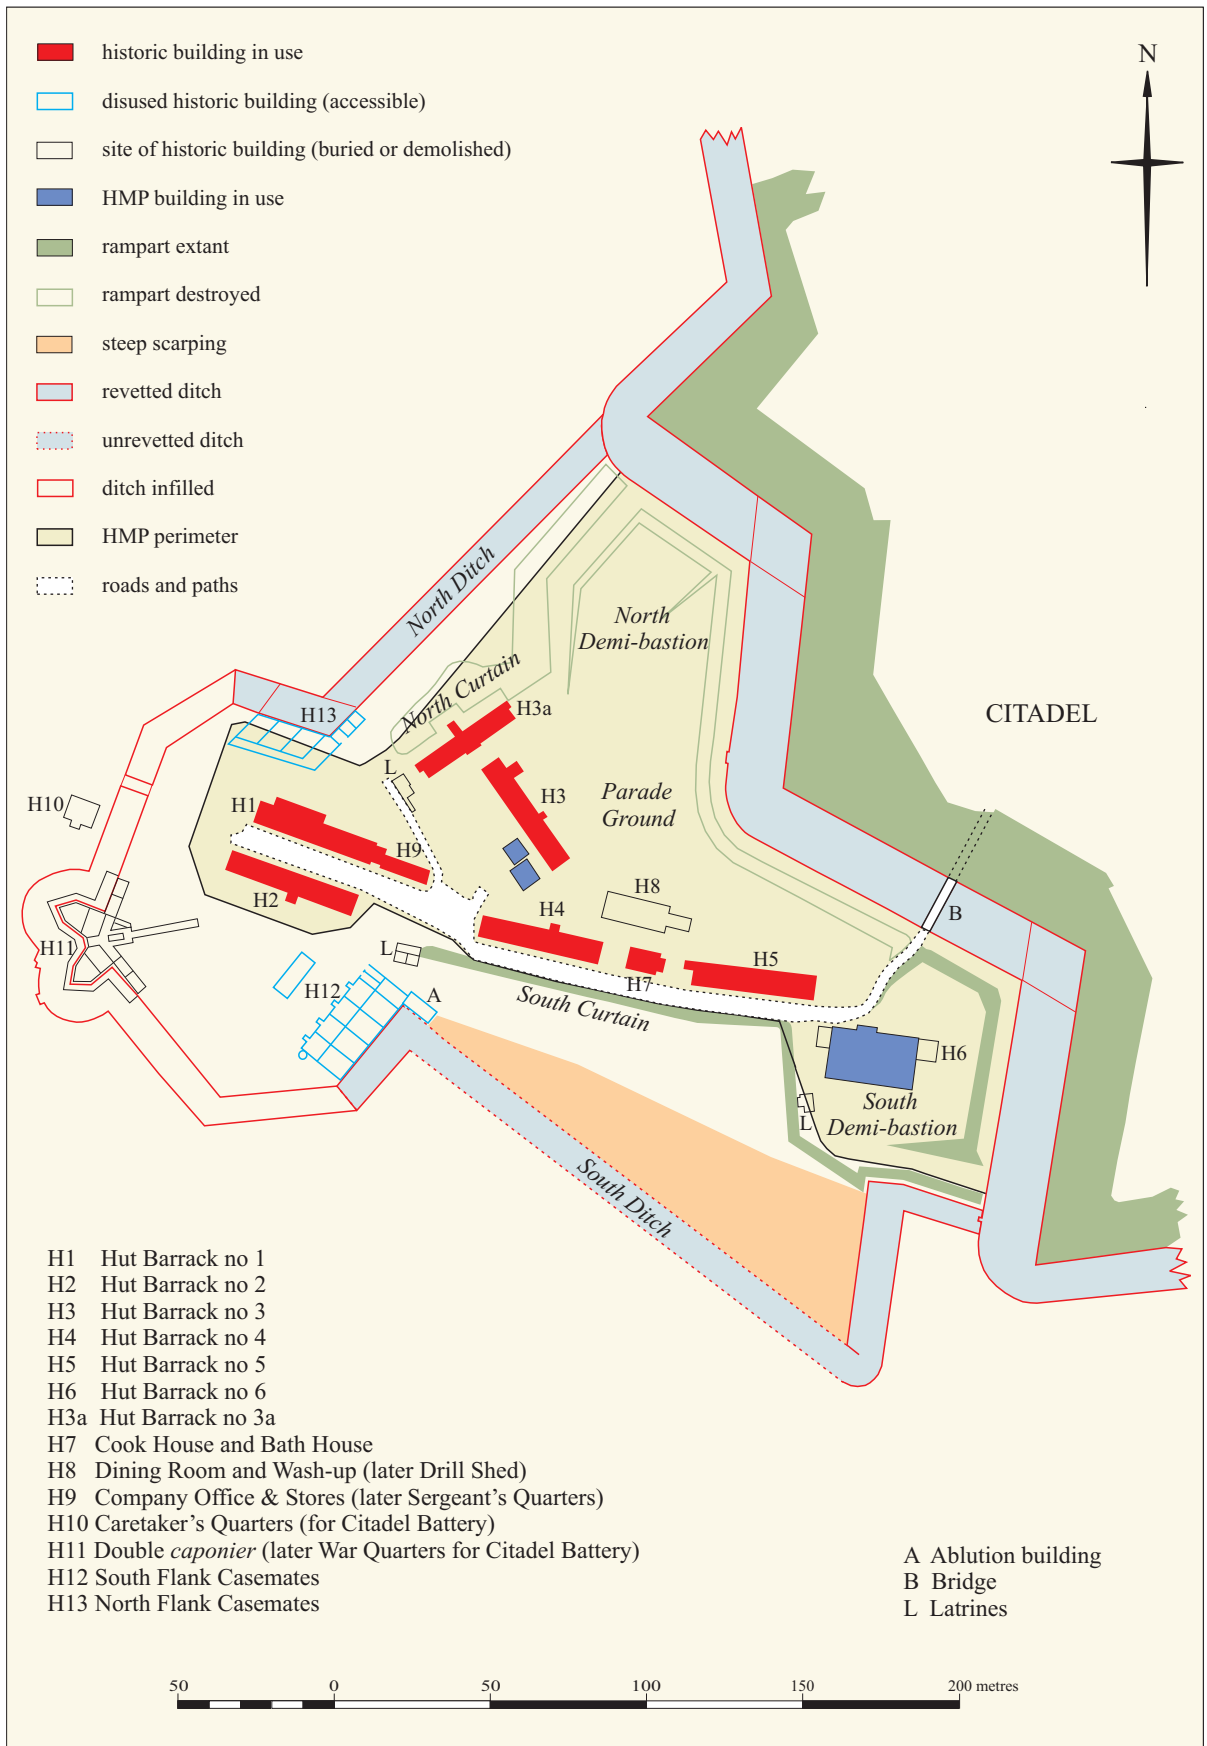 historic building in use
disused historic building (accessible)
site of historic building (buried or demolished)
HMP building in use
rampart extant
rampart destroyed
steep scarping
revetted ditch
unrevetted ditch
ditch infilled
HMP perimeter
roads and paths
N
North Ditch
North
Demi-bastion
North Curtain
CITADEL
H13
H3a
L
H10
H1
H3
Parade
Ground
H9
H2
H8
H4
B
H11
L
H5
H12
A
H7
South Curtain
H6
South
Demi-bastion
L
South Ditch
H1 Hut Barrack no 1
H2 Hut Barrack no 2
H3 Hut Barrack no 3
H4 Hut Barrack no 4
H5 Hut Barrack no 5
H6 Hut Barrack no 6
H3a Hut Barrack no 3a
H7 Cook House and Bath House
H8 Dining Room and Wash-up (later Drill Shed)
H9 Company Office & Stores (later Sergeant's Quarters)
H10 Caretaker's Quarters (for Citadel Battery)
H11 Double caponier (later War Quarters for Citadel Battery)
H12 South Flank Casemates
H13 North Flank Casemates
A Ablution building
B Bridge
L Latrines
50 0 50 100 150 200 metres